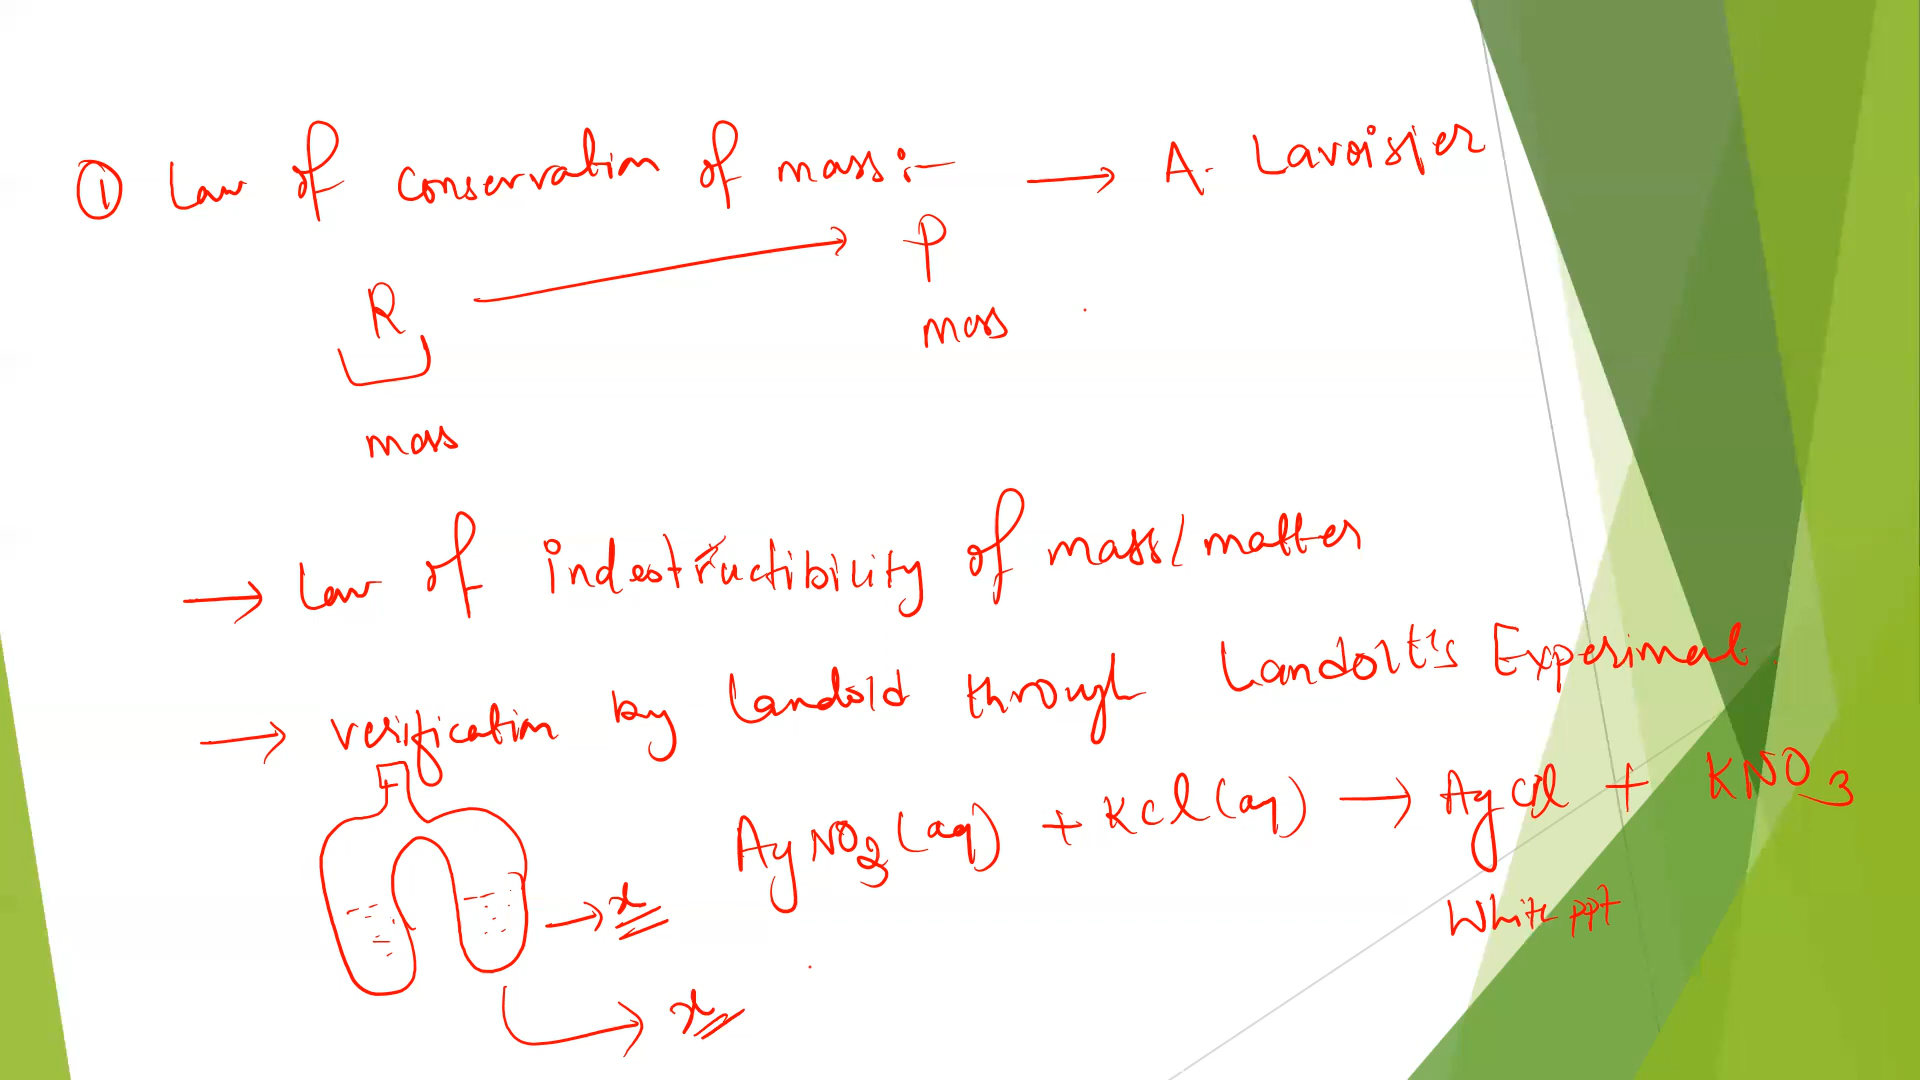 ① Law of conservation of mass:- → A. Lavoisier
R → P
mass
mass
→ Law of indestructibility of mass/matter
→ verification by Landold through Landolt's Experiment
AgNO3(aq) + KCl(aq) → AgCl + KNO3
White ppt
→ x
→ x